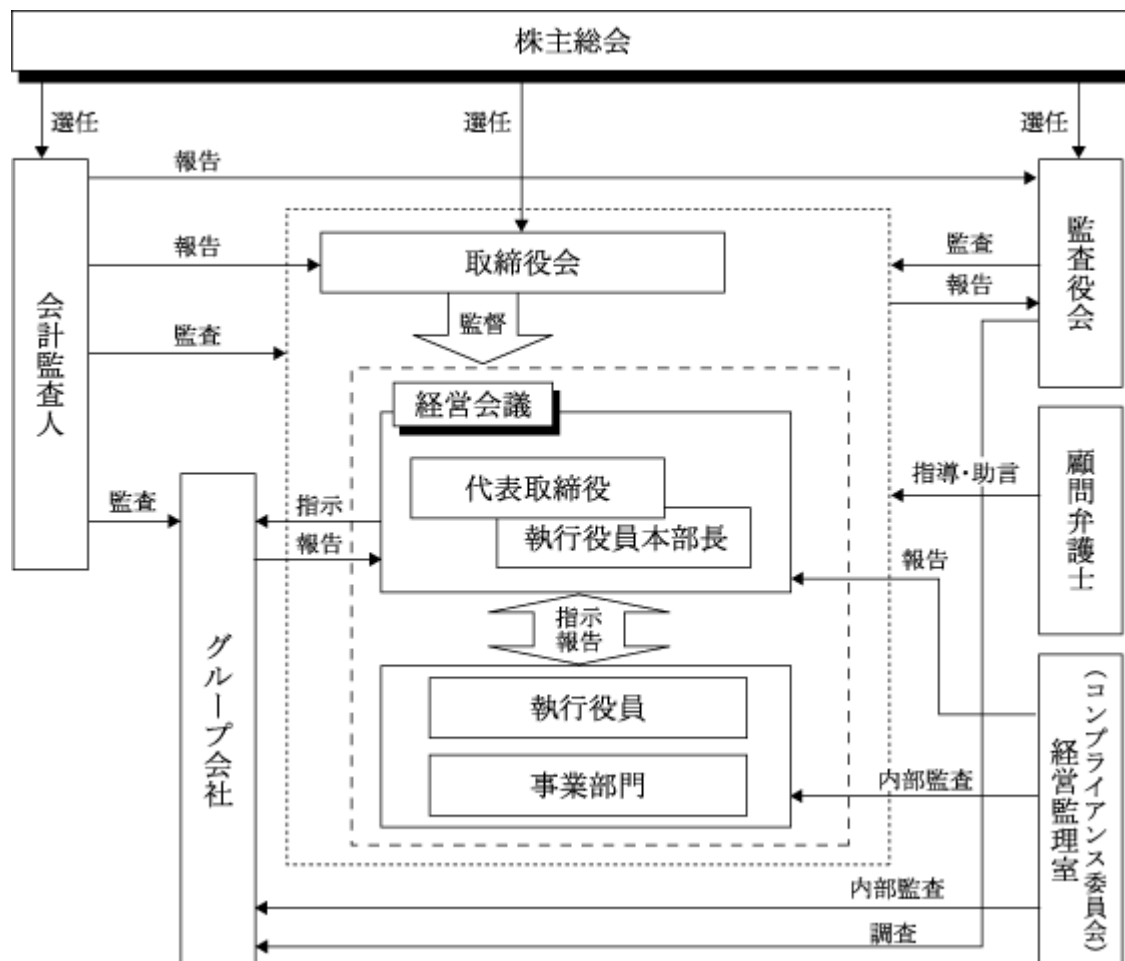 株主総会
選任
選任
選任
報告
会計監査人
監査役会
報告
取締役会
監査
報告
監督
監査
経営会議
代表取締役
執行役員本部長
指示
報告
監査
指導・助言
顧問弁護士
報告
グループ会社
指示
報告
執行役員
事業部門
内部監査
経営監理室
(コンプライアンス委員会)
内部監査
調査